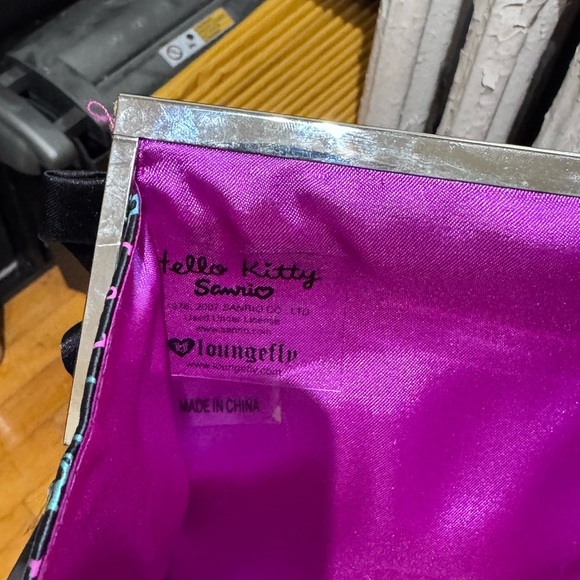 Hello Kitty
Sanrio
1976, 2007 SANRIO CO., LTD.
Used Under License
www.sanrio.com
loungefly
www.loungefly.com
MADE IN CHINA